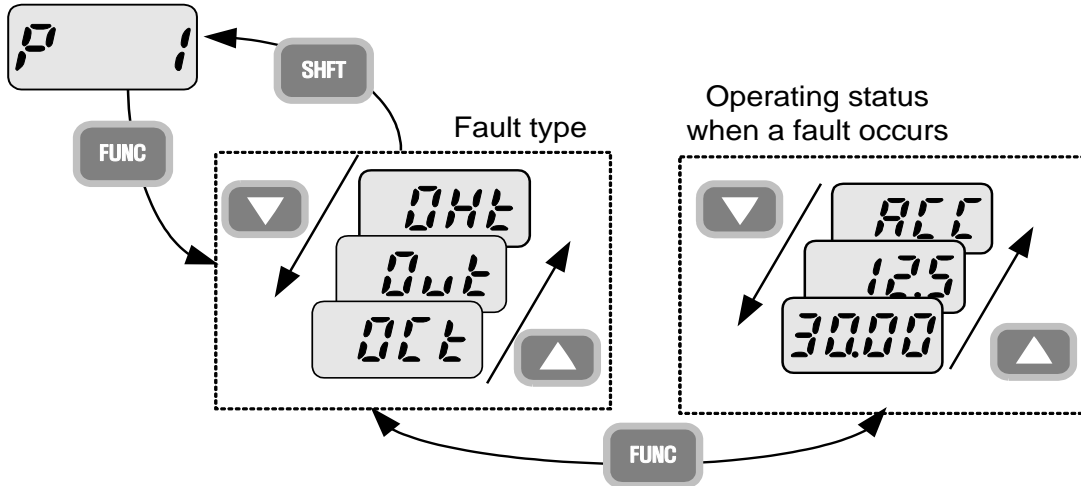 P 1
SHFT
FUNC
Fault type
OHt
Out
OCt
Operating status
when a fault occurs
ACC
12.5
30.00
FUNC